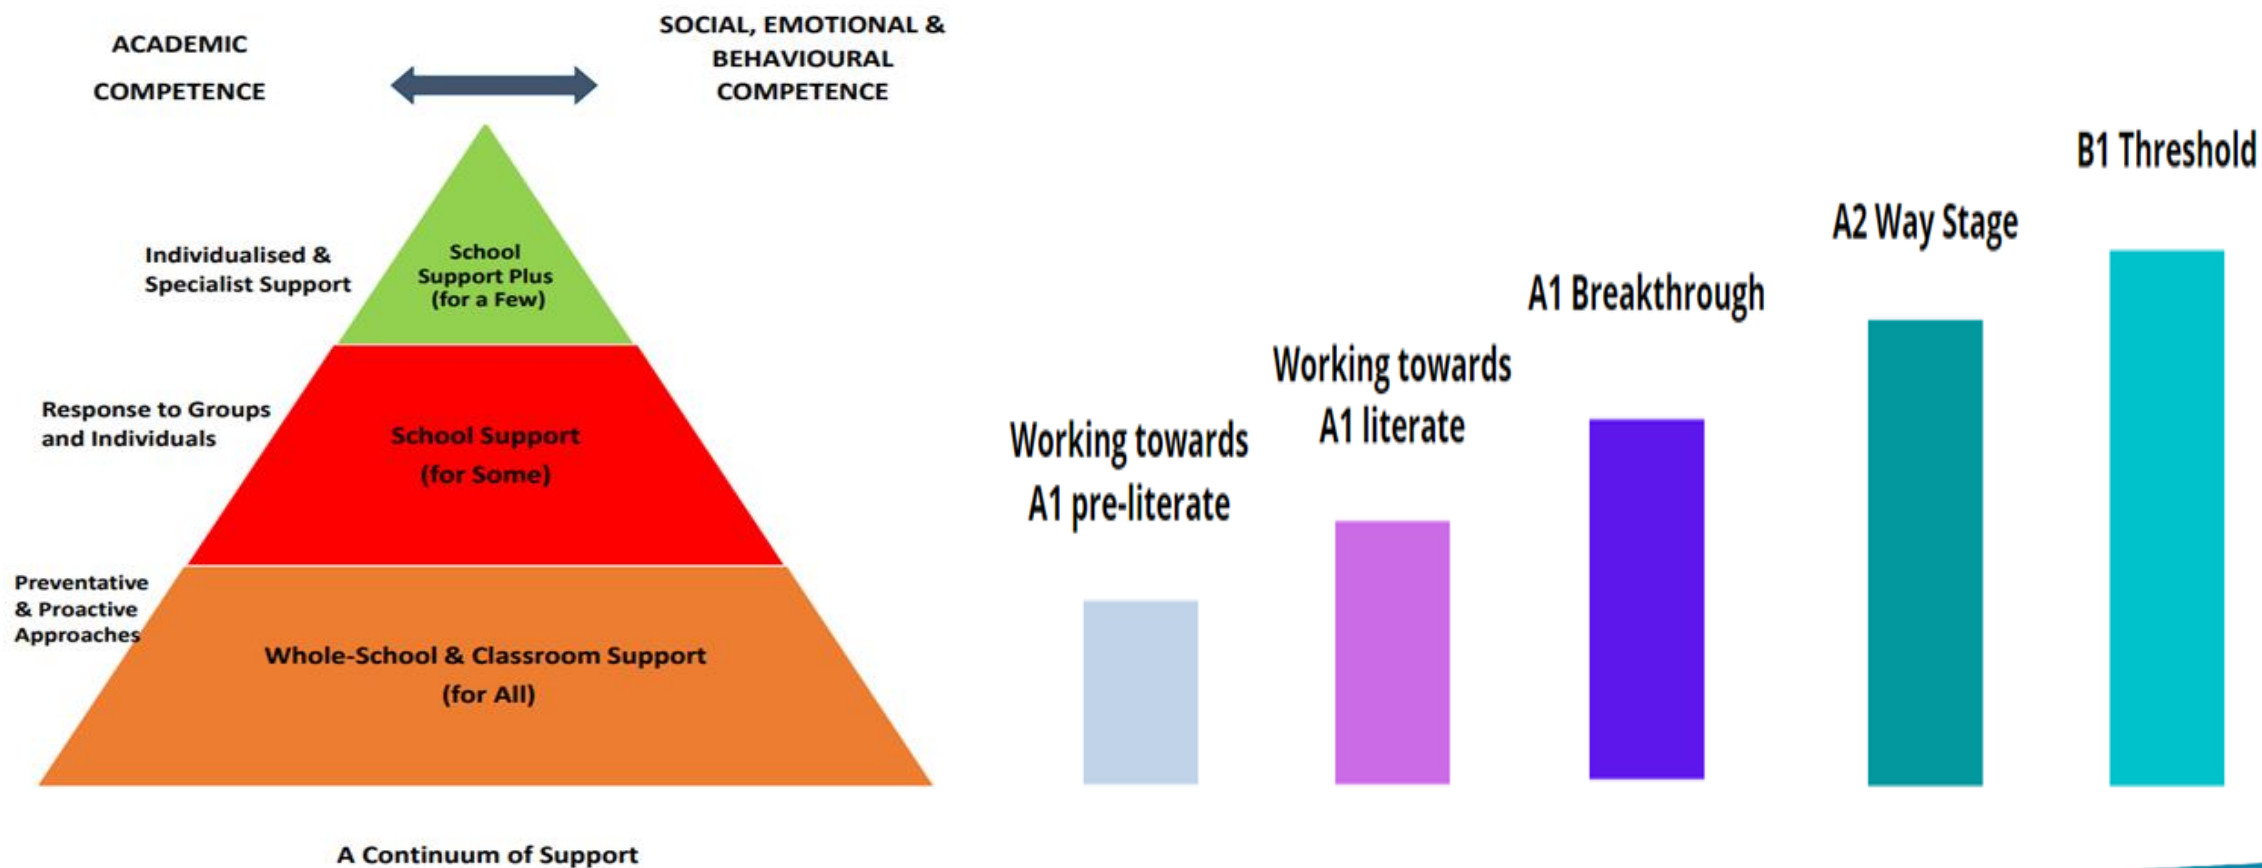 ACADEMIC
COMPETENCE
SOCIAL, EMOTIONAL &
BEHAVIOURAL
COMPETENCE
Individualised &
Specialist Support
School
Support Plus
(for a Few)
Response to Groups
and Individuals
School Support
(for Some)
Preventative
& Proactive
Approaches
Whole-School & Classroom Support
(for All)
A Continuum of Support
Working towards
A1 pre-literate
Working towards
A1 literate
A1 Breakthrough
A2 Way Stage
B1 Threshold